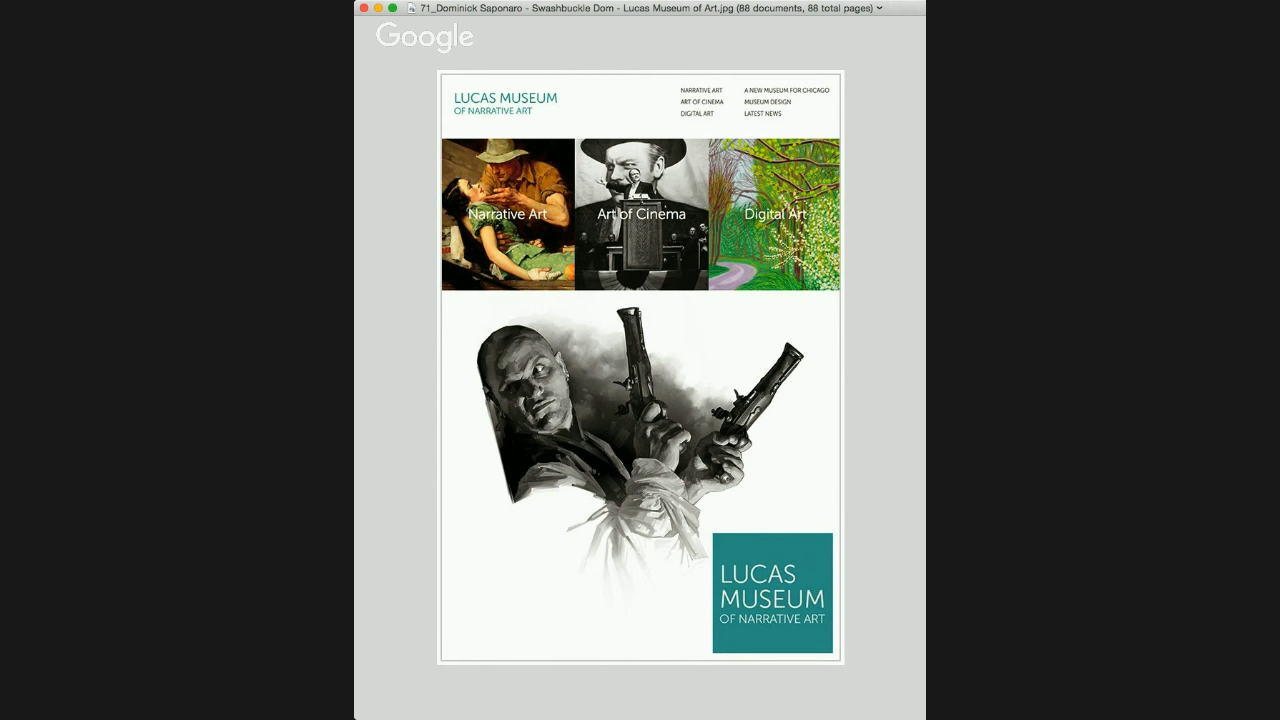 71_Dominick Saponaro - Swashbuckle Dom - Lucas Museum of Art.jpg (88 documents, 88 total pages)
Google
LUCAS MUSEUM
OF NARRATIVE ART
NARRATIVE ART
ART OF CINEMA
DIGITAL ART
A NEW MUSEUM FOR CHICAGO
MUSEUM DESIGN
LATEST NEWS
Narrative Art
Art of Cinema
Digital Art
LUCAS
MUSEUM
OF NARRATIVE ART